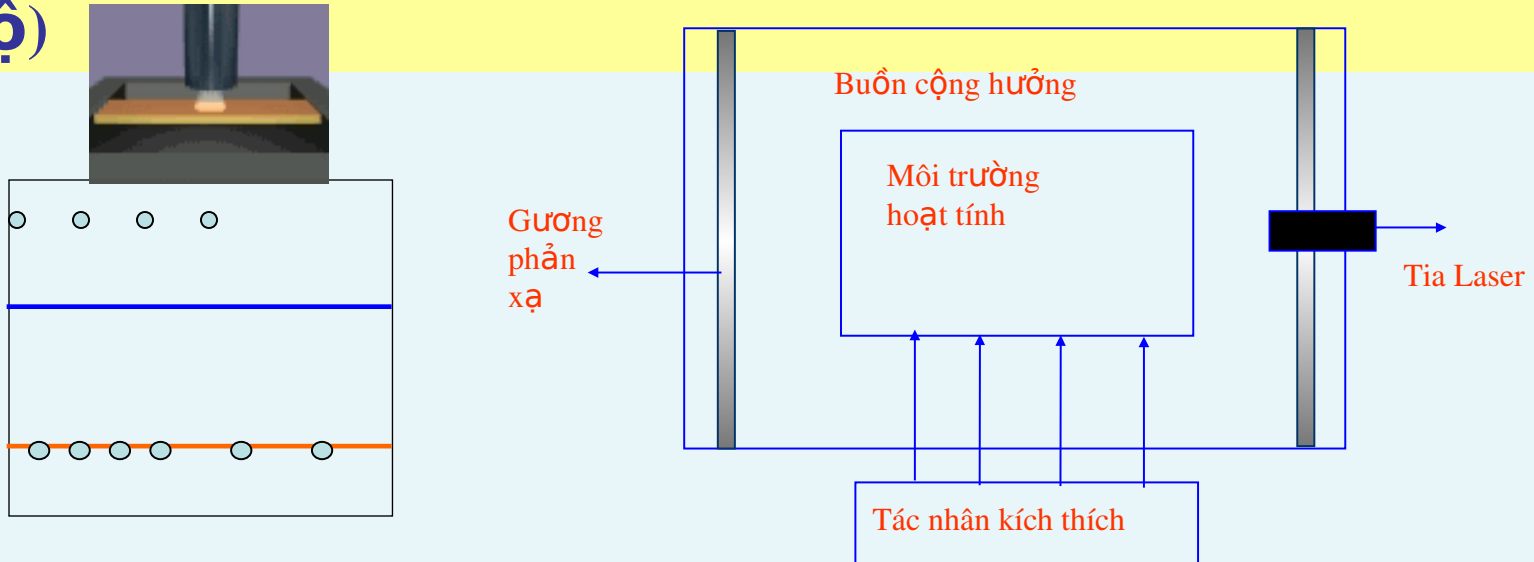 ộ)
Buồn cộng hưởng
Môi trường
hoạt tính
Gương
phản
xạ
Tia Laser
Tác nhân kích thích